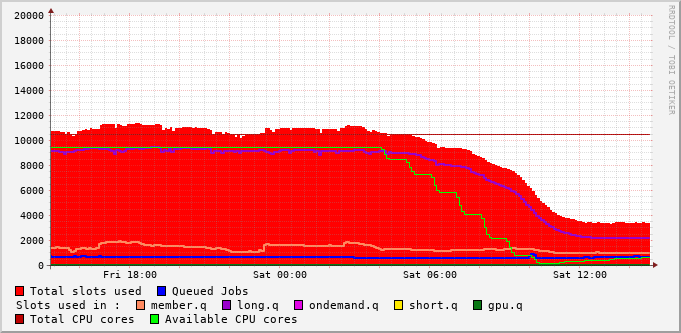 20000
18000
16000
14000
12000
10000
8000
6000
4000
2000
0
Fri 18:00 Sat 00:00 Sat 06:00 Sat 12:00
Total slots used Queued Jobs
Slots used in : member.q long.q ondemand.q short.q gpu.q
Total CPU cores Available CPU cores
RRDTOOL / TOBI OETIKER